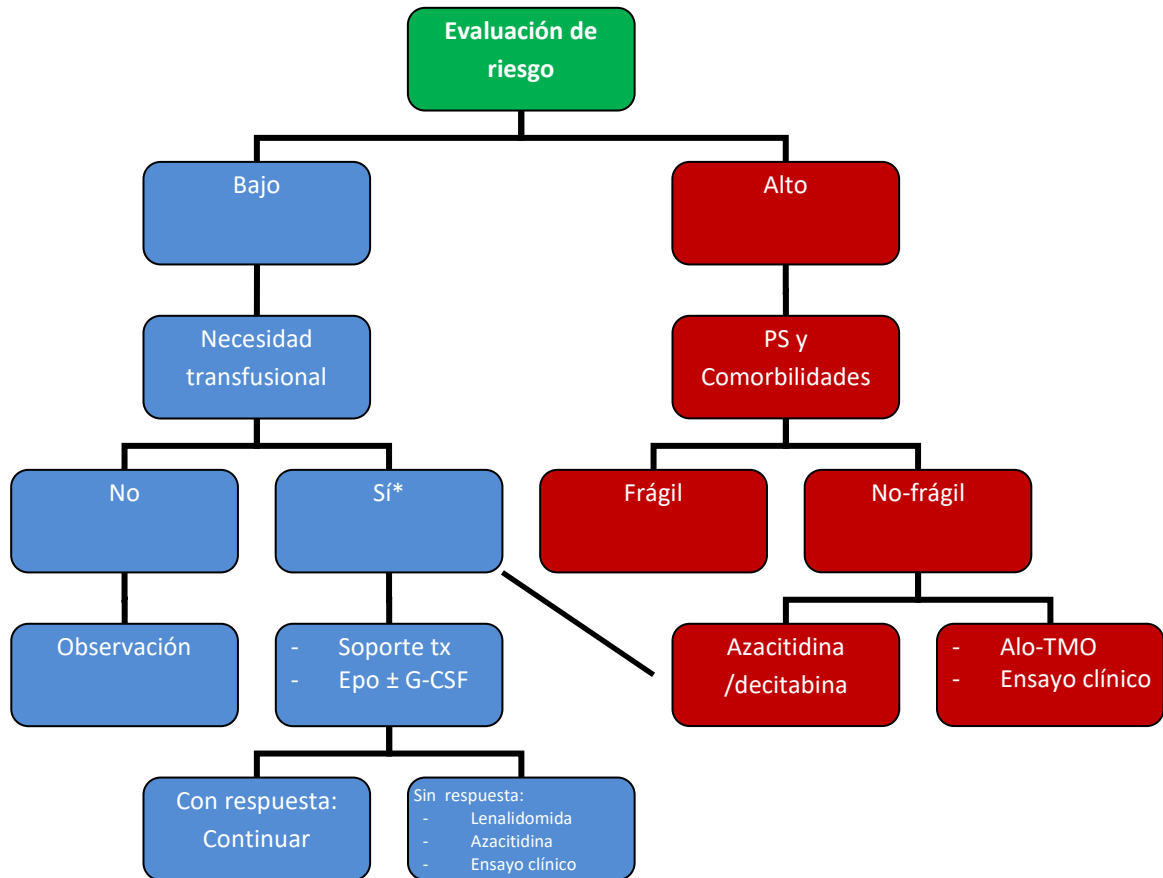 Evaluación de
riesgo
Bajo
Alto
Necesidad
transfusional
PS y
Comorbilidades
No
Sí*
Frágil
No-frágil
Observación
- Soporte tx
- Epo ± G-CSF
Azacitidina
/decitabina
- Alo-TMO
- Ensayo clínico
Con respuesta:
Continuar
Sin respuesta:
- Lenalidomida
- Azacitidina
- Ensayo clínico